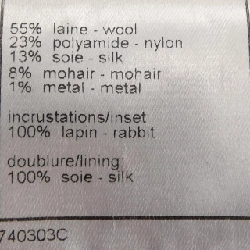 55% laine - wool
23% polyamide - nylon
13% soie - silk
8% mohair - mohair
1% metal - metal
incrustations/inset
100% lapin - rabbit
doublure/lining
100% soie - silk
740303C